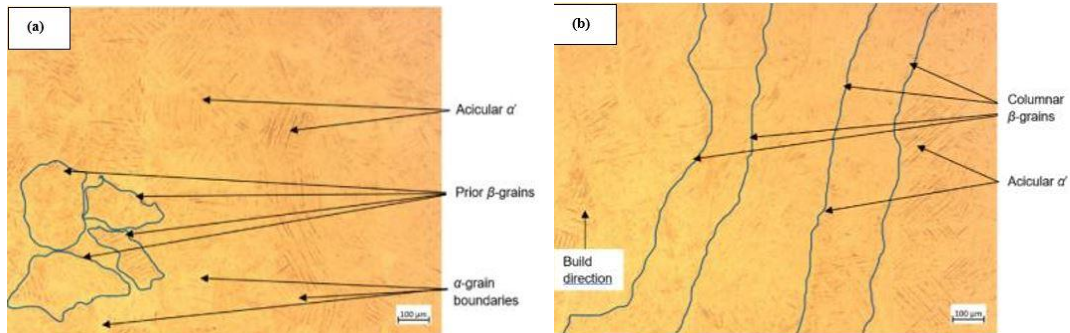 (a)
Acicular α′
Prior β-grains
α-grain
boundaries
100 μm
(b)
Columnar
β-grains
Acicular α′
Build
direction
100 μm